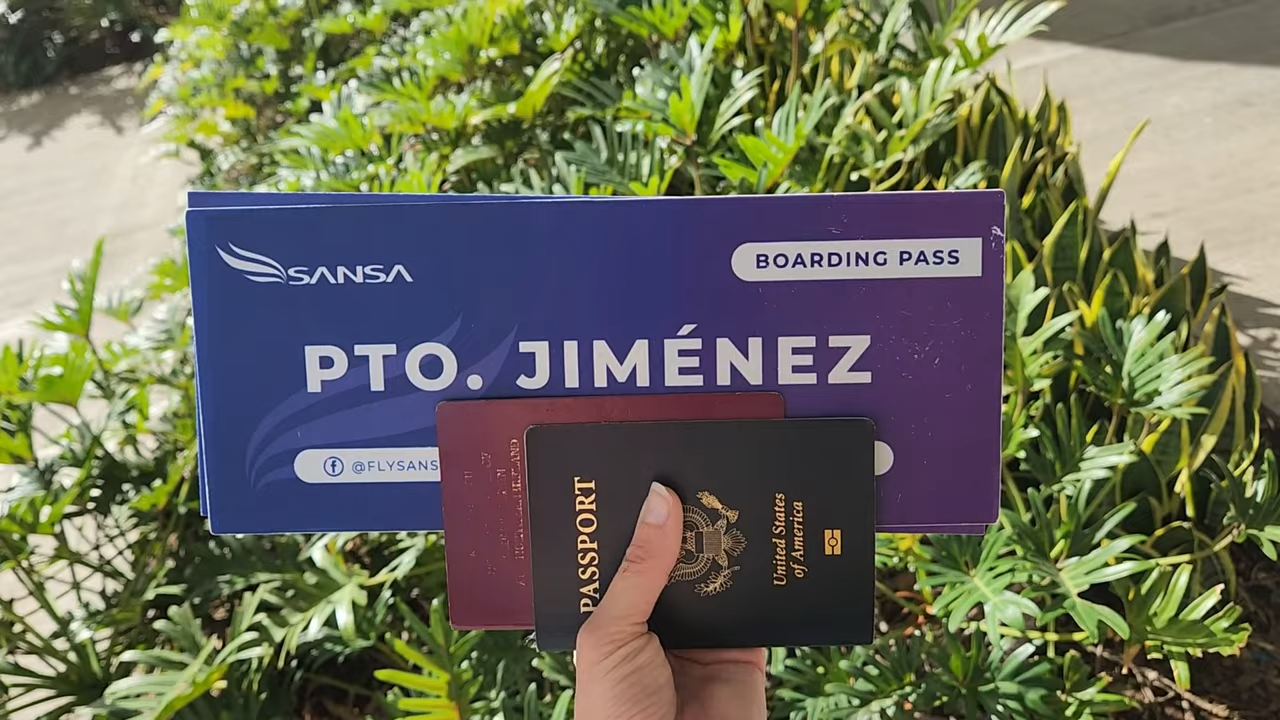 SANSA
BOARDING PASS
PTO. JIMÉNEZ
@FLYSANS
PASSPORT
United States
of America